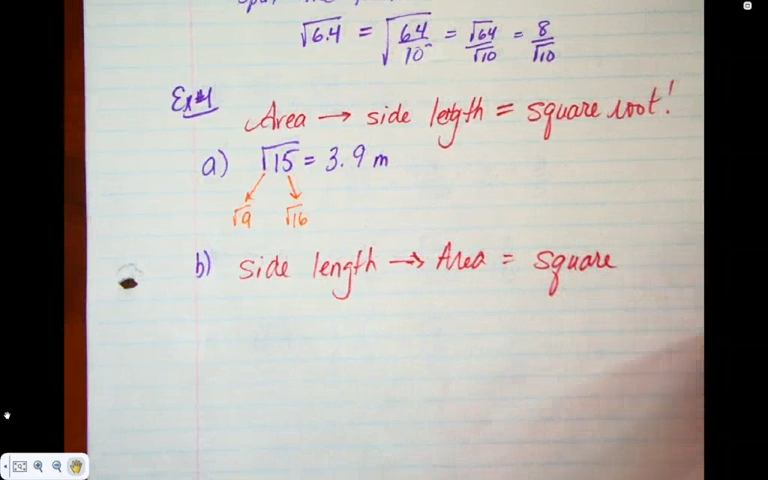 √6.4 = √64/10 = √64/√10 = 8/√10
Ex#1
Area → side length = square root!
a) √15 = 3.9 m
√9 √16
b) side length → Area = square